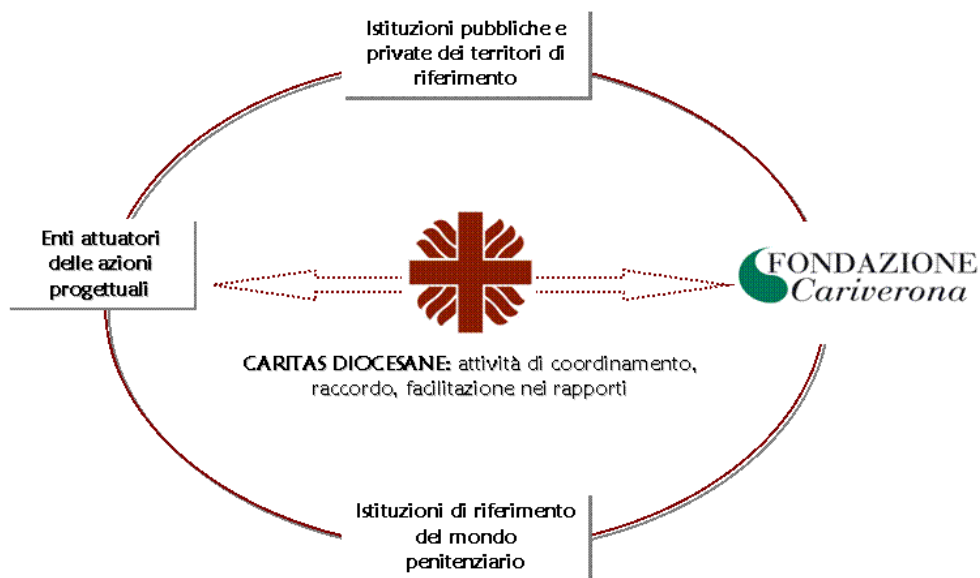 Istituzioni pubbliche e
private dei territori di
riferimento
Enti attuatori
delle azioni
progettuali
FONDAZIONE
Cariverona
CARITAS DIOCESANE: attività di coordinamento,
raccordo, facilitazione nei rapporti
Istituzioni di riferimento
del mondo
penitenziario